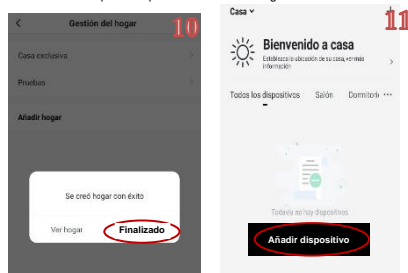 Gestión del hogar
10
Casa exclusiva
Pruebas
Añadir hogar
Se creó hogar con éxito
Ver hogar
Finalizado
Casa
11
Bienvenido a casa
Establezca la ubicación de su casa, ver más
información
Todos los dispositivos Salón Dormitori ···
Todavía no hay dispositivos
Añadir dispositivo